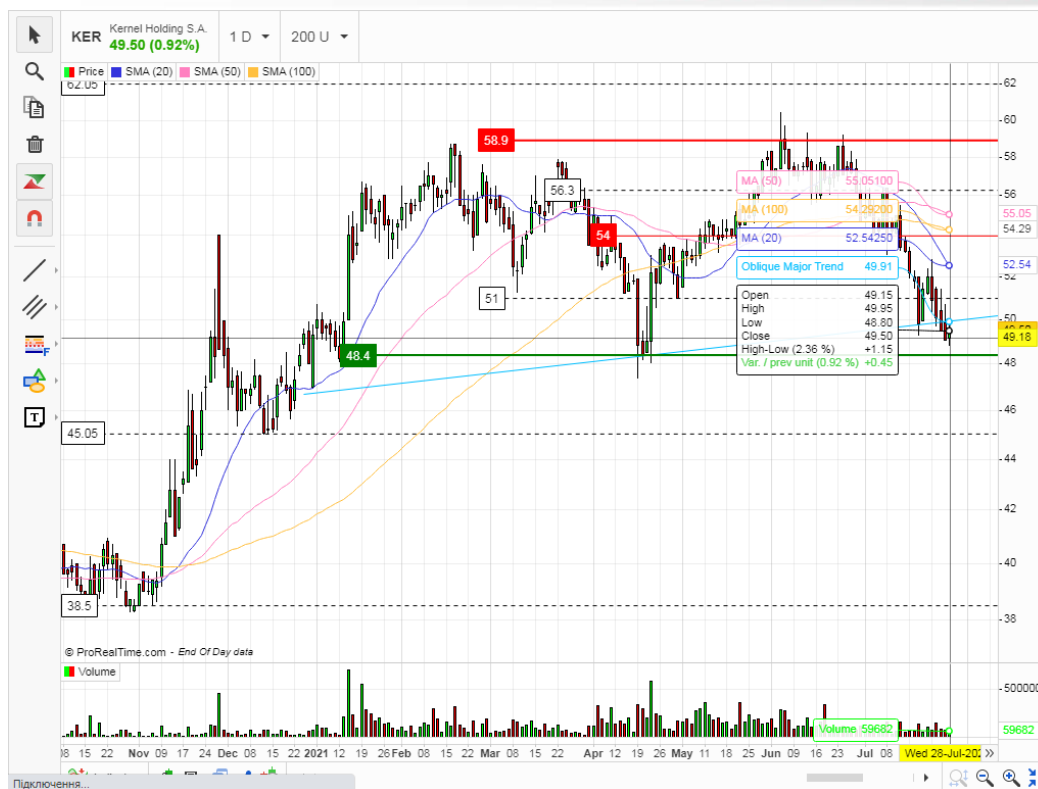 KER
Kernel Holding S.A.
49.50 (0.92%)
1 D
200 U
Price SMA (20) SMA (50) SMA (100)
62.05
62
60
58.9
58
56.3
56
MA (50) 55.05100
55.05
MA (100) 54.29200
54.29
54
MA (20) 52.54250
52.54
52
Oblique Major Trend 49.91
51
50
Open 49.15
High 49.95
Low 48.80
Close 49.50
High-Low (2.36 %) +1.15
Var. / prev unit (0.92 %) +0.45
49.18
48.4
48
46
45.05
44
42
40
38.5
38
© ProRealTime.com - End Of Day data
Volume
500000
Volume 59682
59682
15 22 Nov 09 17 24 Dec 08 15 22 2021 12 19 26 Feb 08 15 22 Mar 08 15 22 Apr 12 19 26 May 11 18 25 Jun 09 16 23 Jul 08 Wed 28-Jul-202
F
T
Підключення...